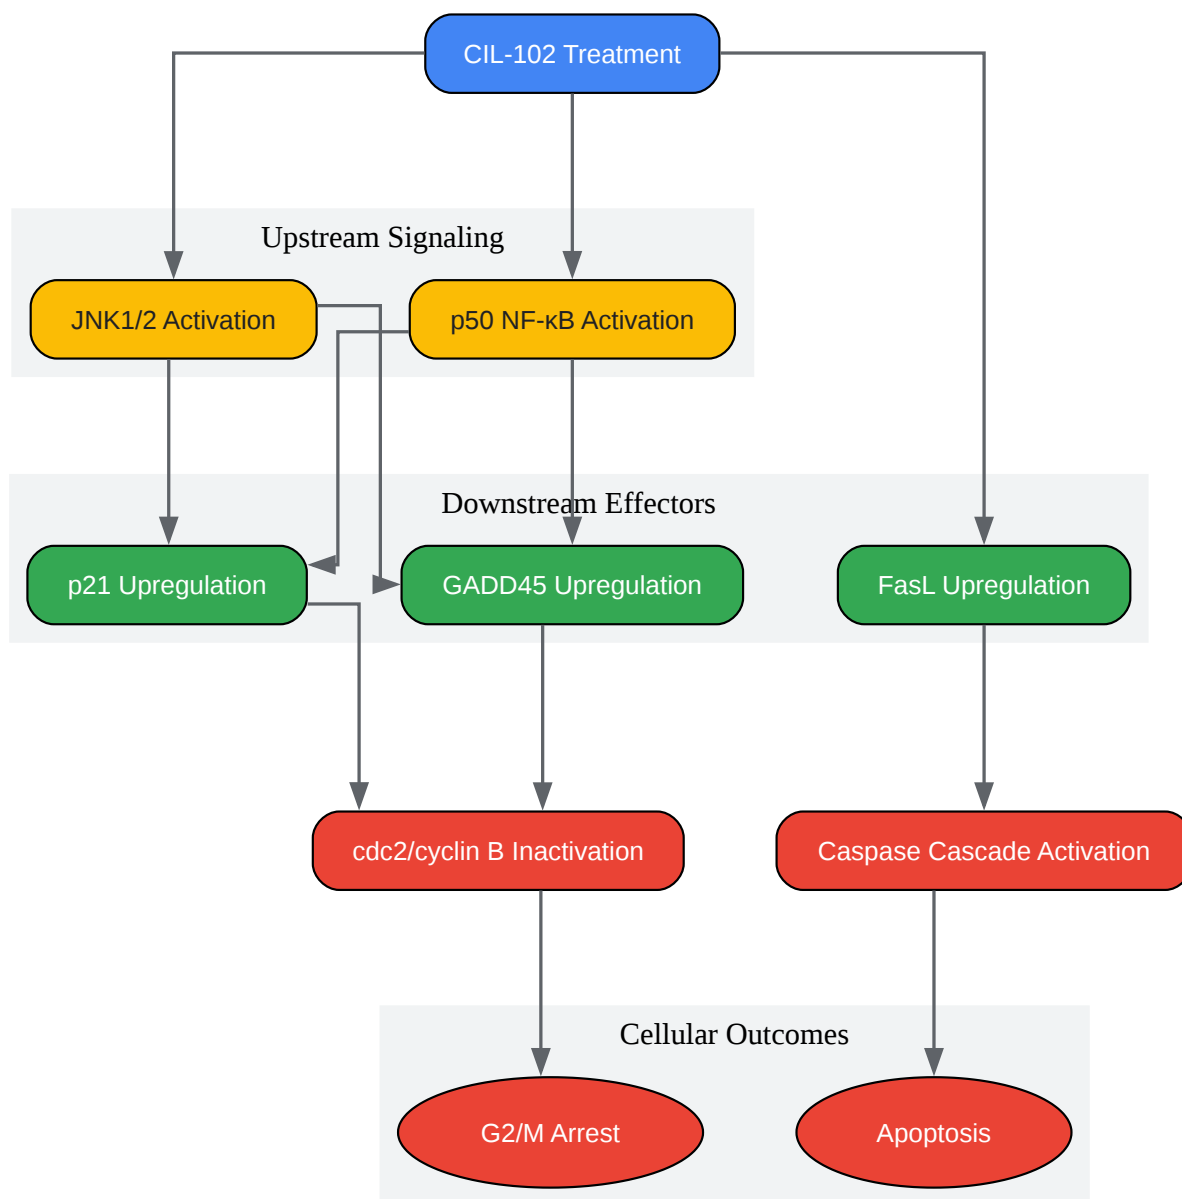 CIL-102 Treatment
Upstream Signaling
JNK1/2 Activation
p50 NF-κB Activation
Downstream Effectors
p21 Upregulation
GADD45 Upregulation
FasL Upregulation
cdc2/cyclin B Inactivation
Caspase Cascade Activation
Cellular Outcomes
G2/M Arrest
Apoptosis